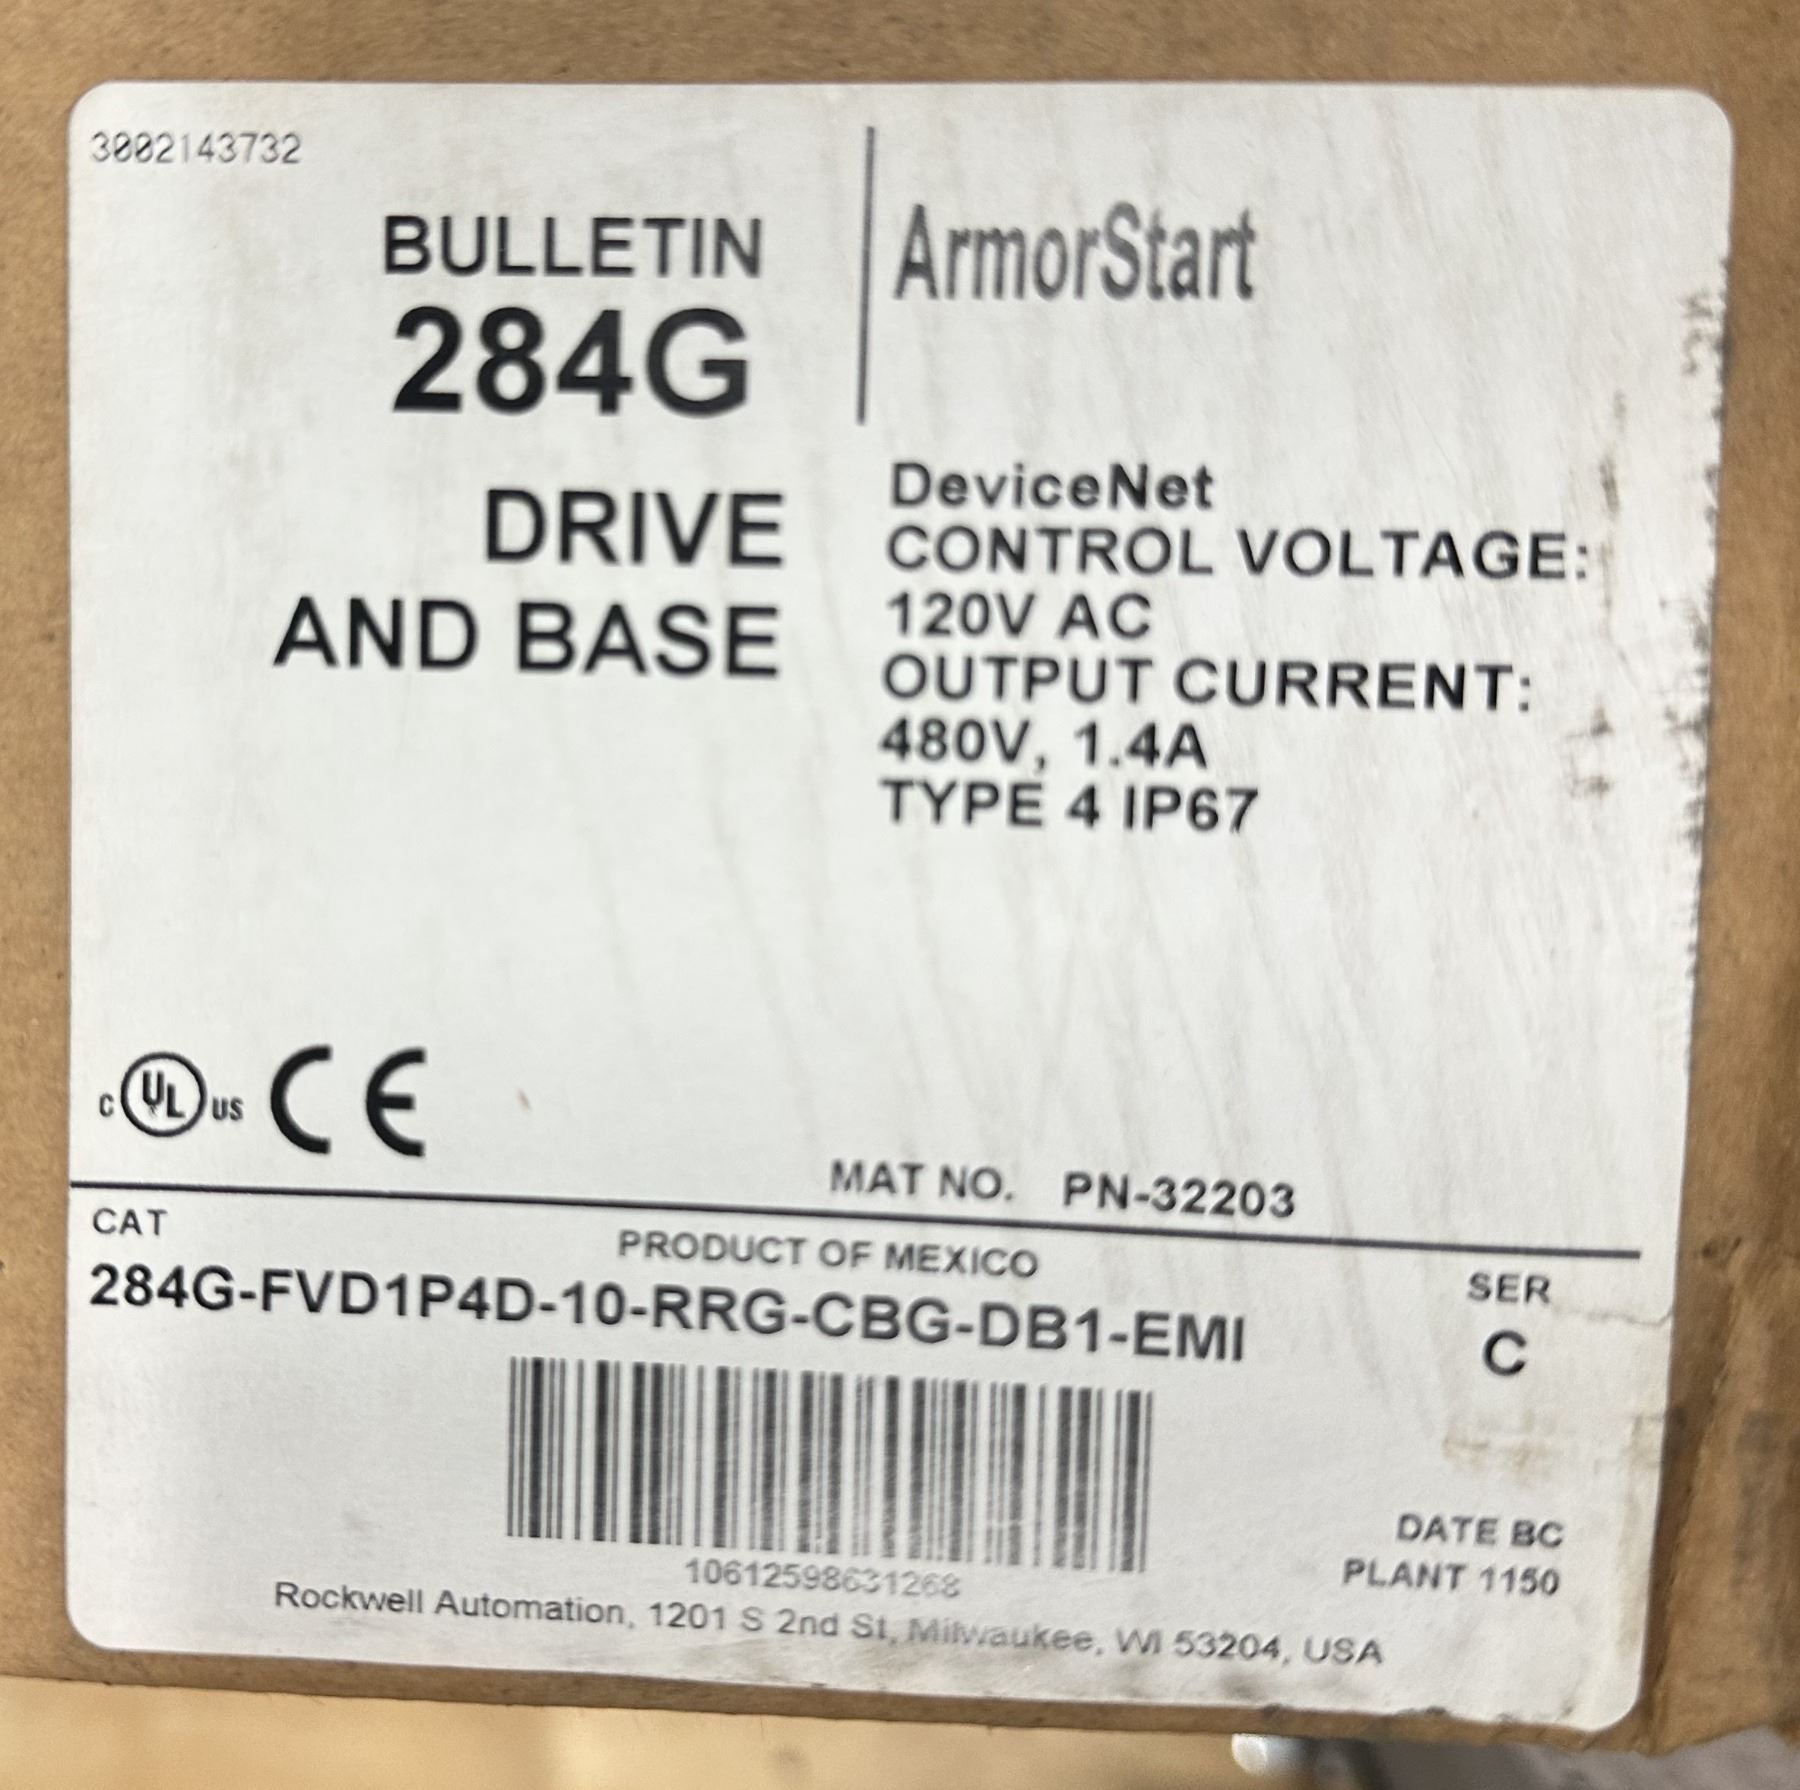 3002143732
BULLETIN
284G
DRIVE
AND BASE
ArmorStart
DeviceNet
CONTROL VOLTAGE:
120V AC
OUTPUT CURRENT:
480V, 1.4A
TYPE 4 IP67
C UL US CE
MAT NO. PN-32203
CAT
PRODUCT OF MEXICO
284G-FVD1P4D-10-RRG-CBG-DB1-EMI
SER
C
10612598631268
DATE BC
PLANT 1150
Rockwell Automation, 1201 S 2nd St, Milwaukee, WI 53204, USA